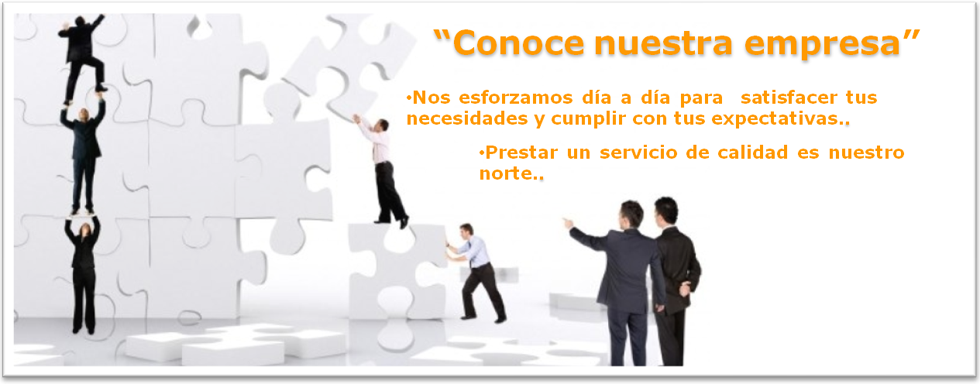 “Conoce nuestra empresa”
•Nos esforzamos día a día para satisfacer tus
necesidades y cumplir con tus expectativas..
•Prestar un servicio de calidad es nuestro
norte..